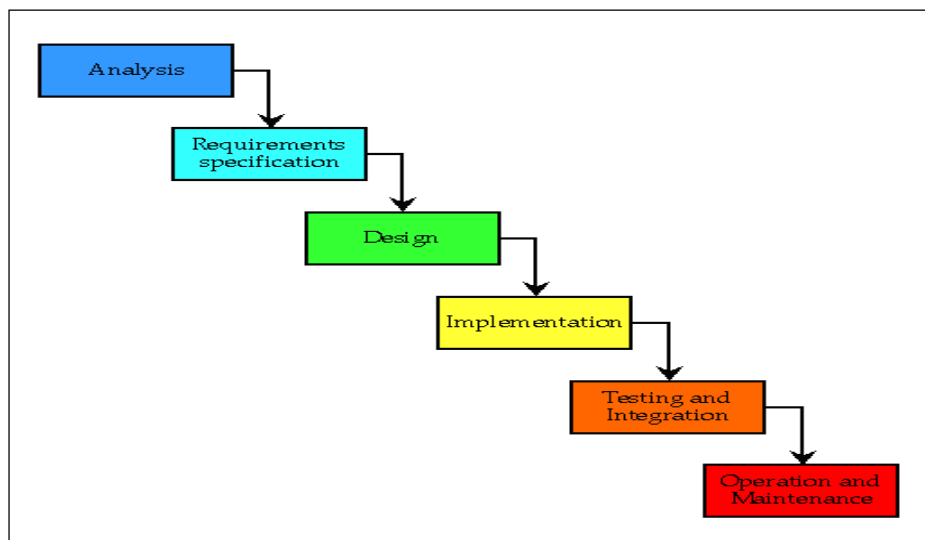 Analysis
Requirements
specification
Design
Implementation
Testing and
Integration
Operation and
Maintenance